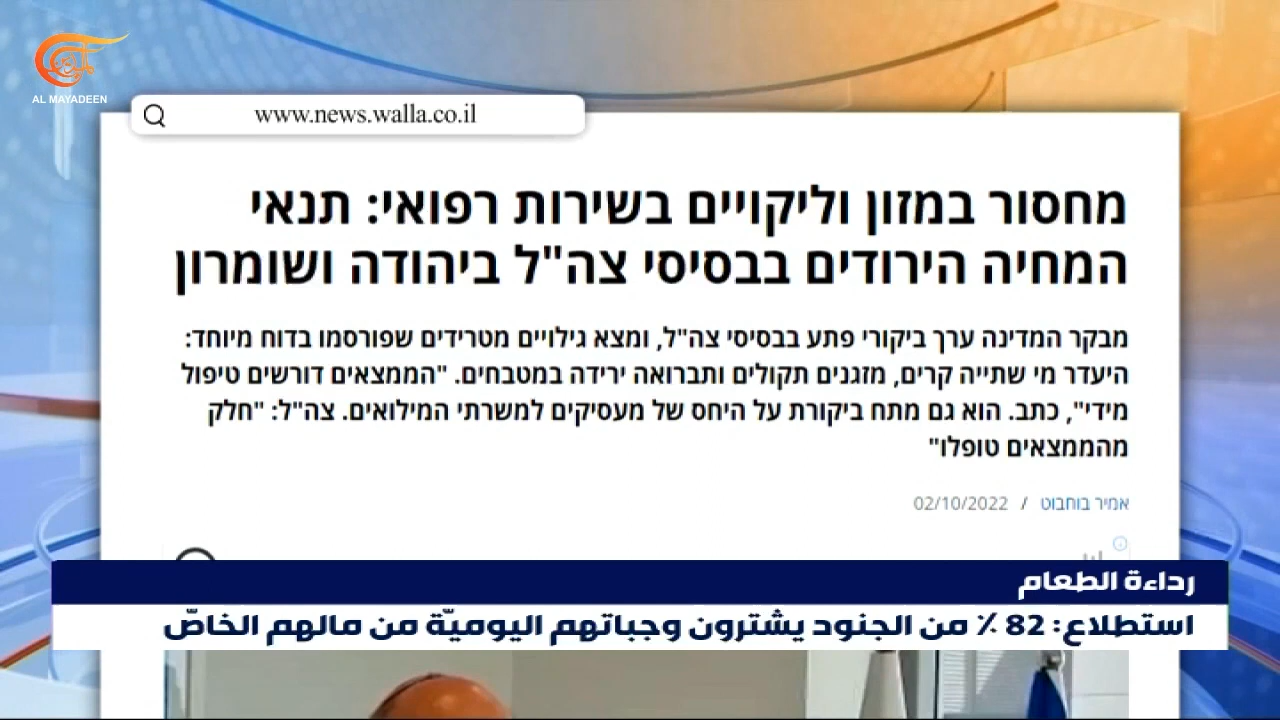 AL MAYADEEN
www.news.walla.co.il
מחסור במזון וליקויים בשירות רפואי: תנאי
המחיה הירודים בבסיסי צה"ל ביהודה ושומרון
מבקר המדינה ערך ביקורי פתע בבסיסי צה"ל, ומצא גילויים מטרידים שפורסמו בדוח מיוחד:
היעדר מי שתייה קרים, מזגנים תקולים ותברואה ירידה במטבחים. "הממצאים דורשים טיפול
מידי", כתב. הוא גם מתח ביקורת על היחס של מעסיקים למשרתי המילואים. צה"ל: "חלק
מהממצאים טופלו"
אמיר בוחבוט / 02/10/2022
رداءة الطعام
استطلاع: 82 ٪ من الجنود يشترون وجباتهم اليوميّة من مالهم الخاصّ